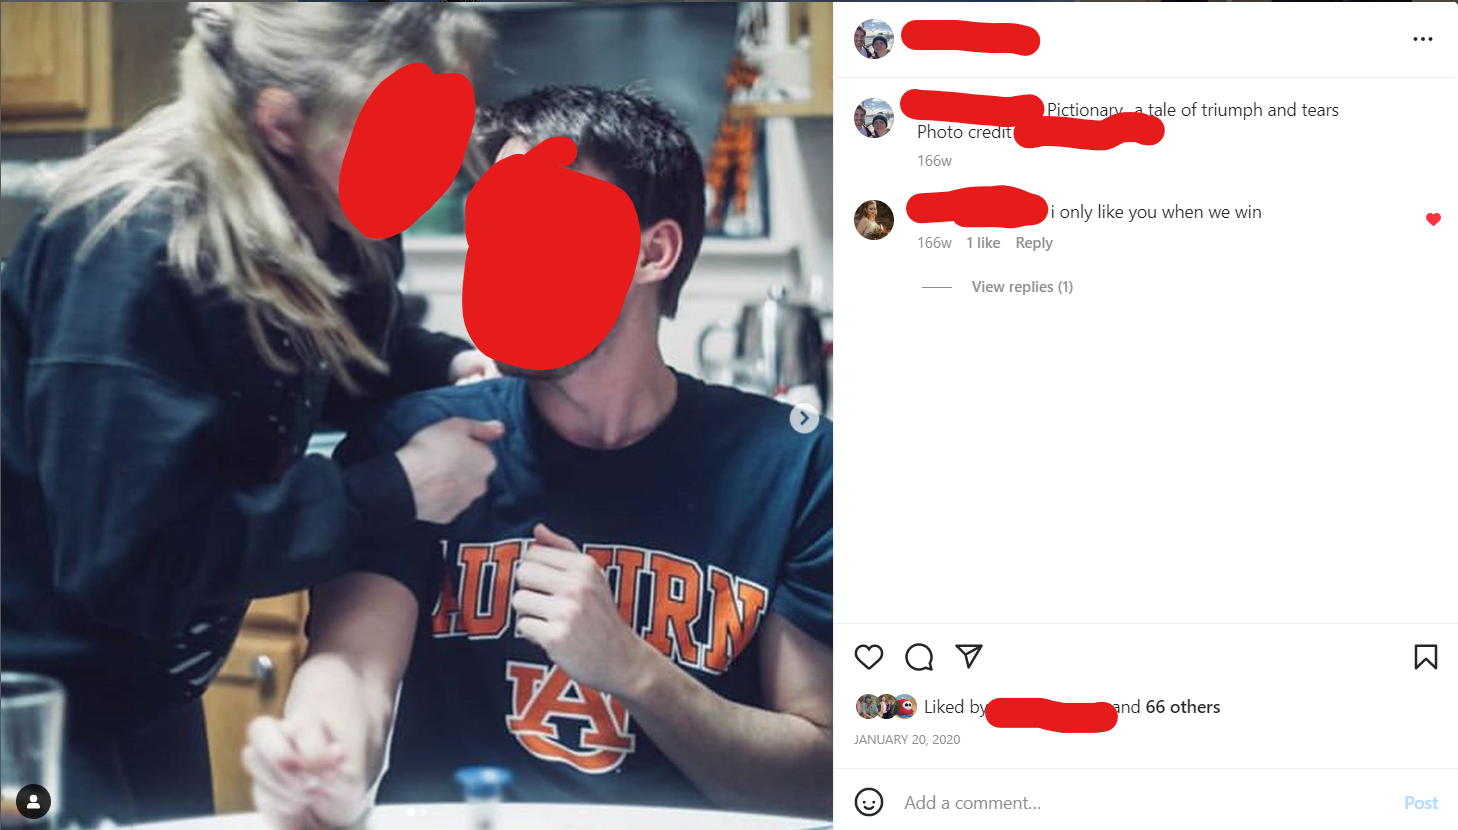 Pictionary, a tale of triumph and tears
Photo credit
166w
i only like you when we win
166w 1 like Reply
View replies (1)
AUBURN
AU
Liked by and 66 others
JANUARY 20, 2020
Add a comment... Post